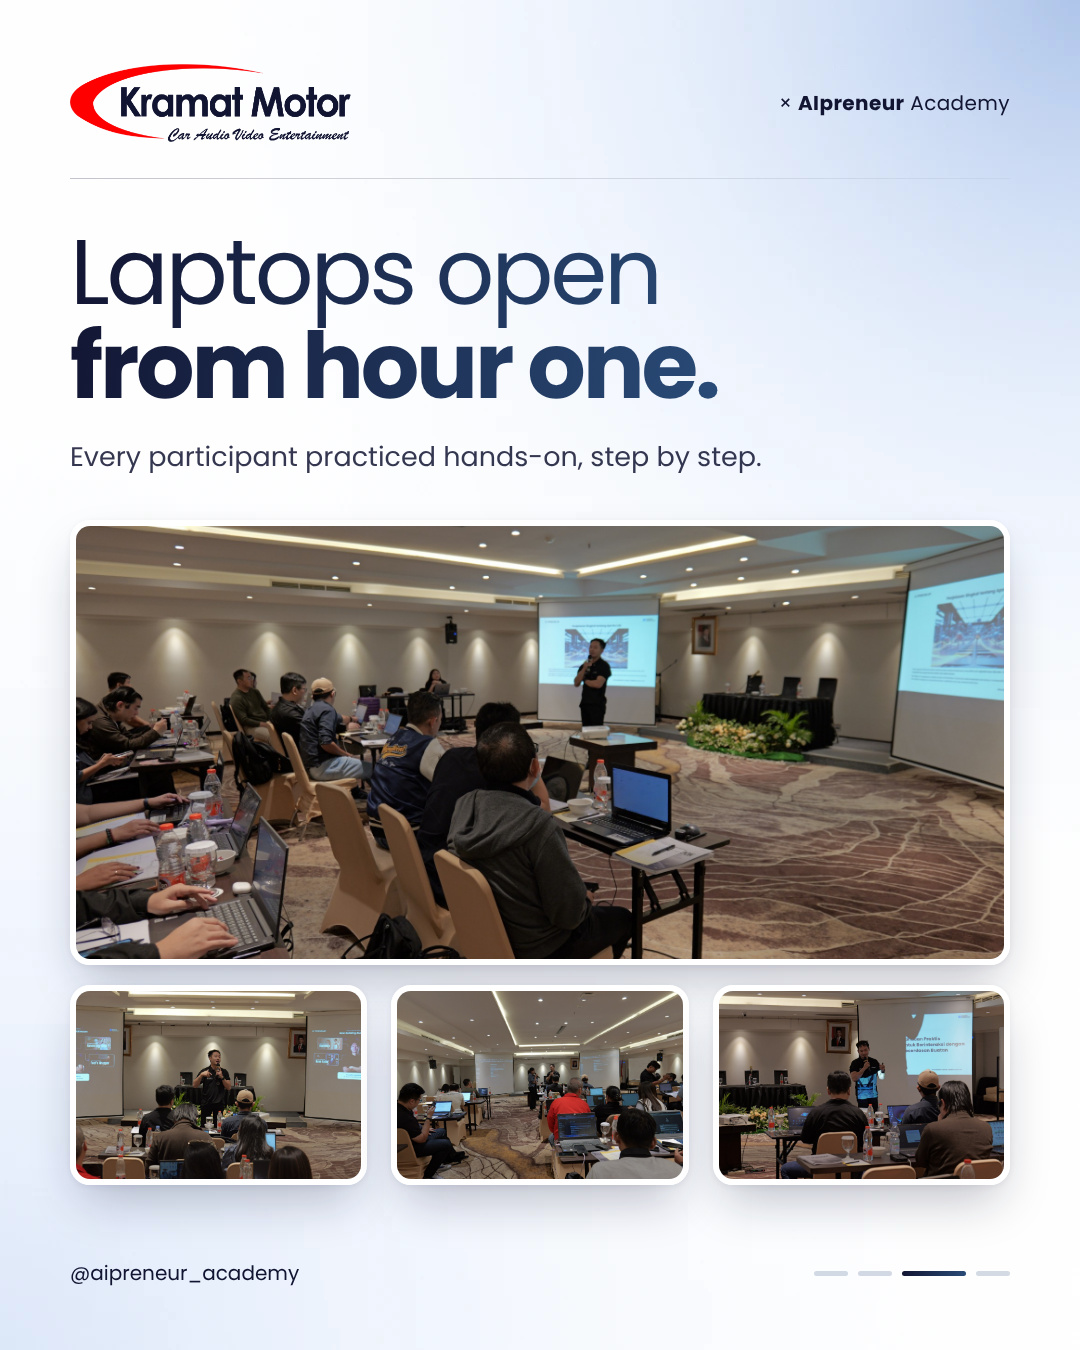 Kramat Motor
Car Audio Video Entertainment
× AIpreneur Academy
Laptops open
from hour one.
Every participant practiced hands-on, step by step.
@aipreneur_academy